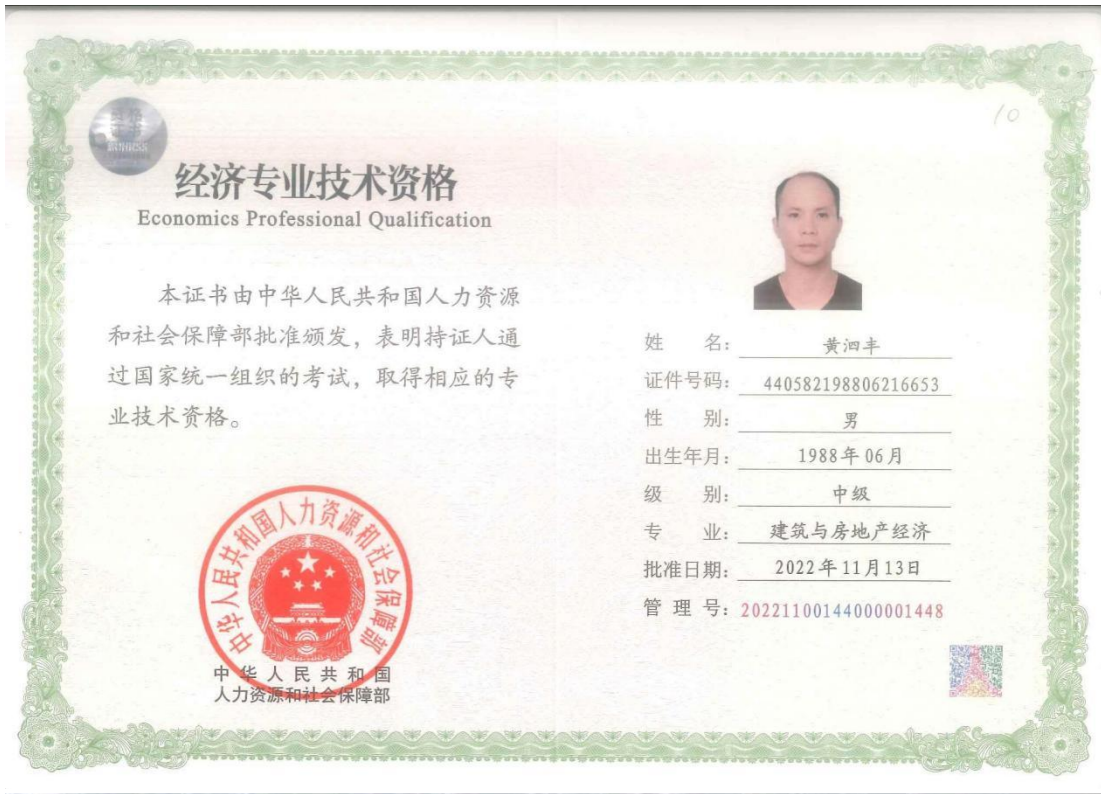 10
经济专业技术资格
Economics Professional Qualification
本证书由中华人民共和国人力资源
和社会保障部批准颁发，表明持证人通
过国家统一组织的考试，取得相应的专
业技术资格。
姓 名： 黄泗丰
证件号码： 440582198806216653
性 别： 男
出生年月： 1988年06月
级 别： 中级
专 业： 建筑与房地产经济
批准日期： 2022年11月13日
管 理 号： 20221100144000001448
中华人民共和国人力资源和社会保障部
中华人民共和国
人力资源和社会保障部